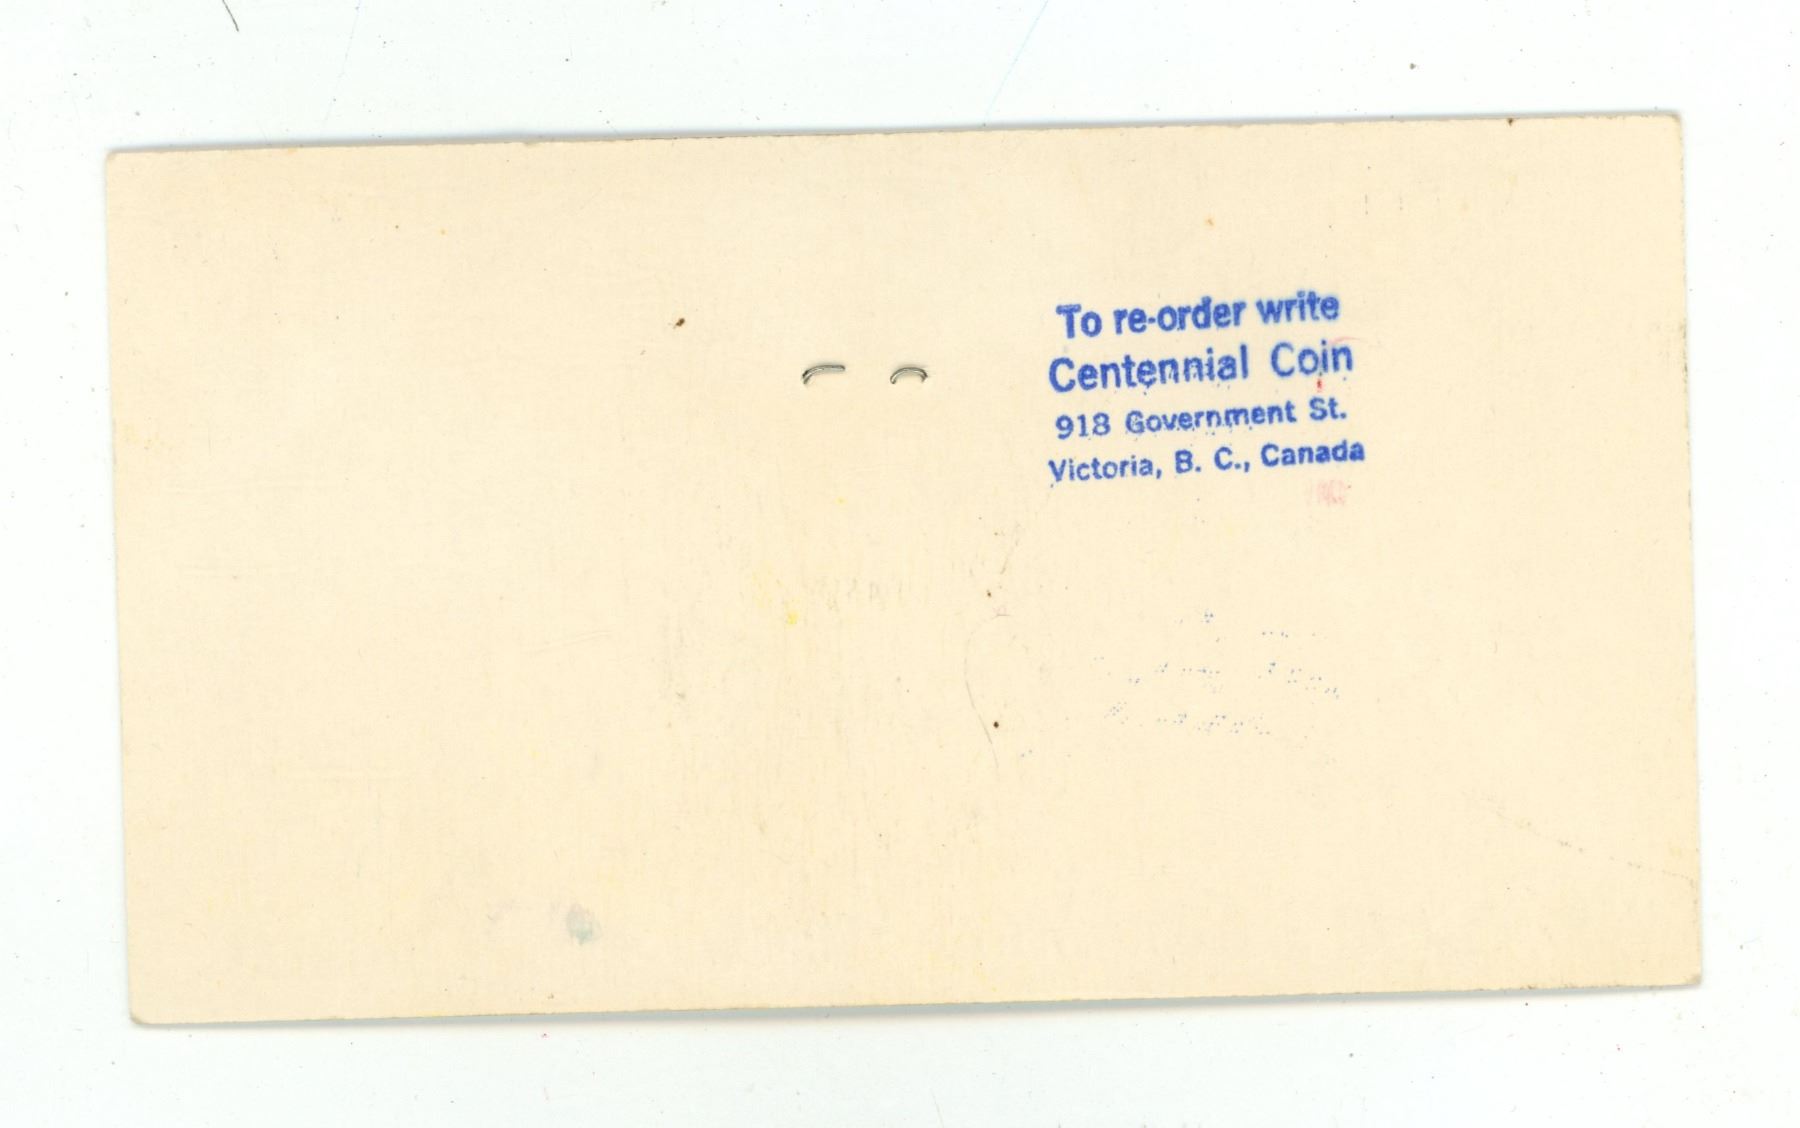 To re-order write
Centennial Coin
918 Government St.
Victoria, B. C., Canada